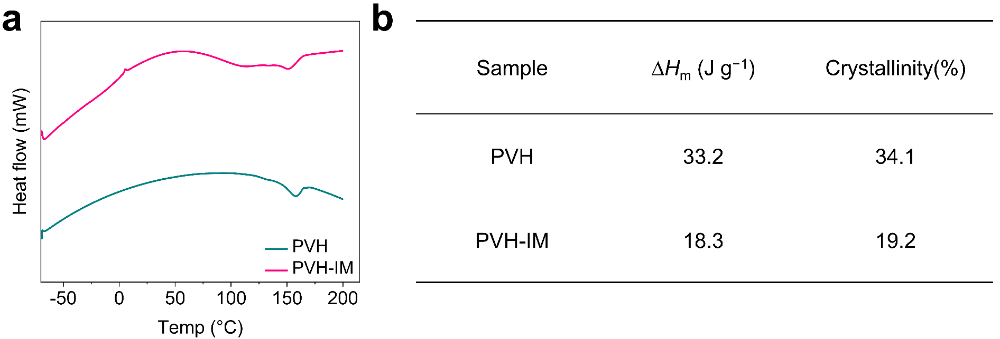 a
Heat flow (mW)
PVH
PVH-IM
-50 0 50 100 150 200
Temp (°C)
b
Sample ΔHm (J g−1) Crystallinity(%)
PVH 33.2 34.1
PVH-IM 18.3 19.2